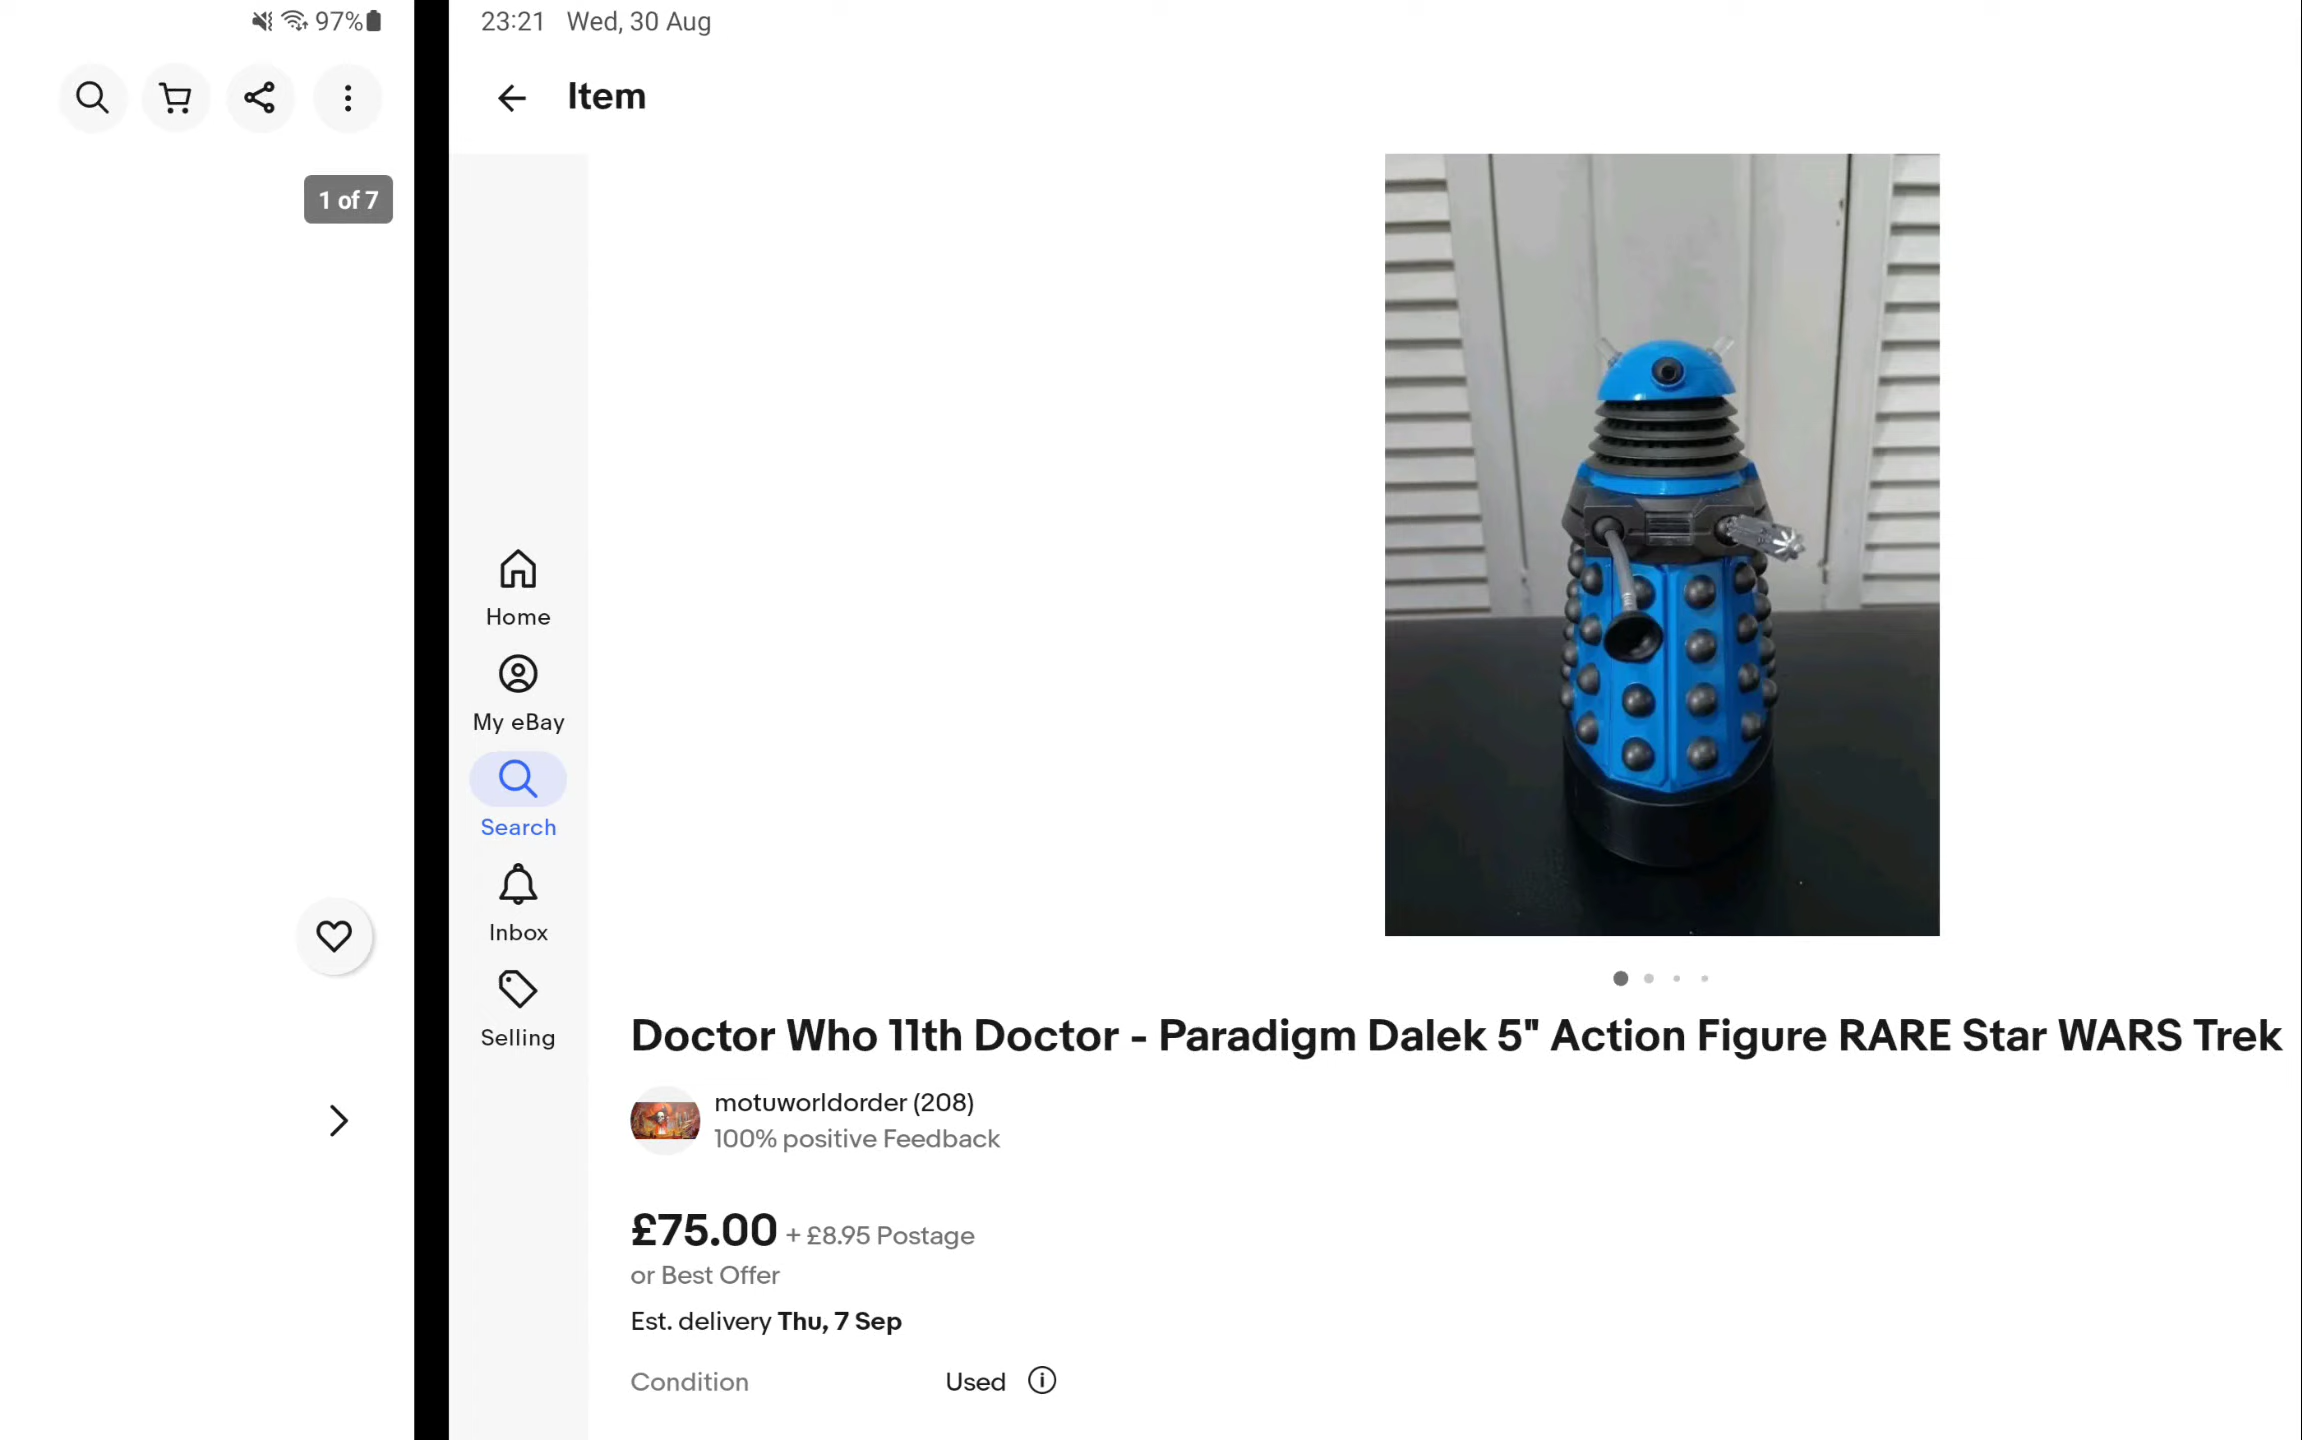 97%
1 of 7
23:21 Wed, 30 Aug
Item
Home
My eBay
Search
Inbox
Selling
Doctor Who 11th Doctor - Paradigm Dalek 5" Action Figure RARE Star WARS Trek
motuworldorder (208)
100% positive Feedback
£75.00 + £8.95 Postage
or Best Offer
Est. delivery Thu, 7 Sep
Condition Used